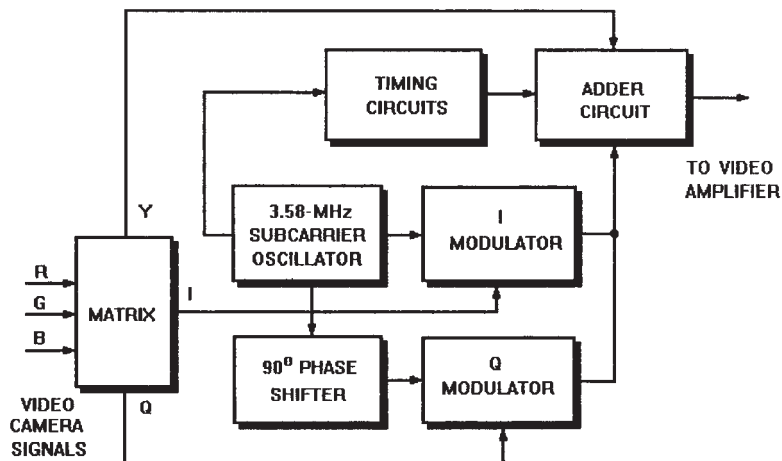 TIMING
CIRCUITS
ADDER
CIRCUIT
TO VIDEO
AMPLIFIER
Y
3.58-MHz
SUBCARRIER
OSCILLATOR
I
MODULATOR
R
G
B
MATRIX
I
90⁰ PHASE
SHIFTER
Q
MODULATOR
VIDEO
CAMERA
SIGNALS
Q